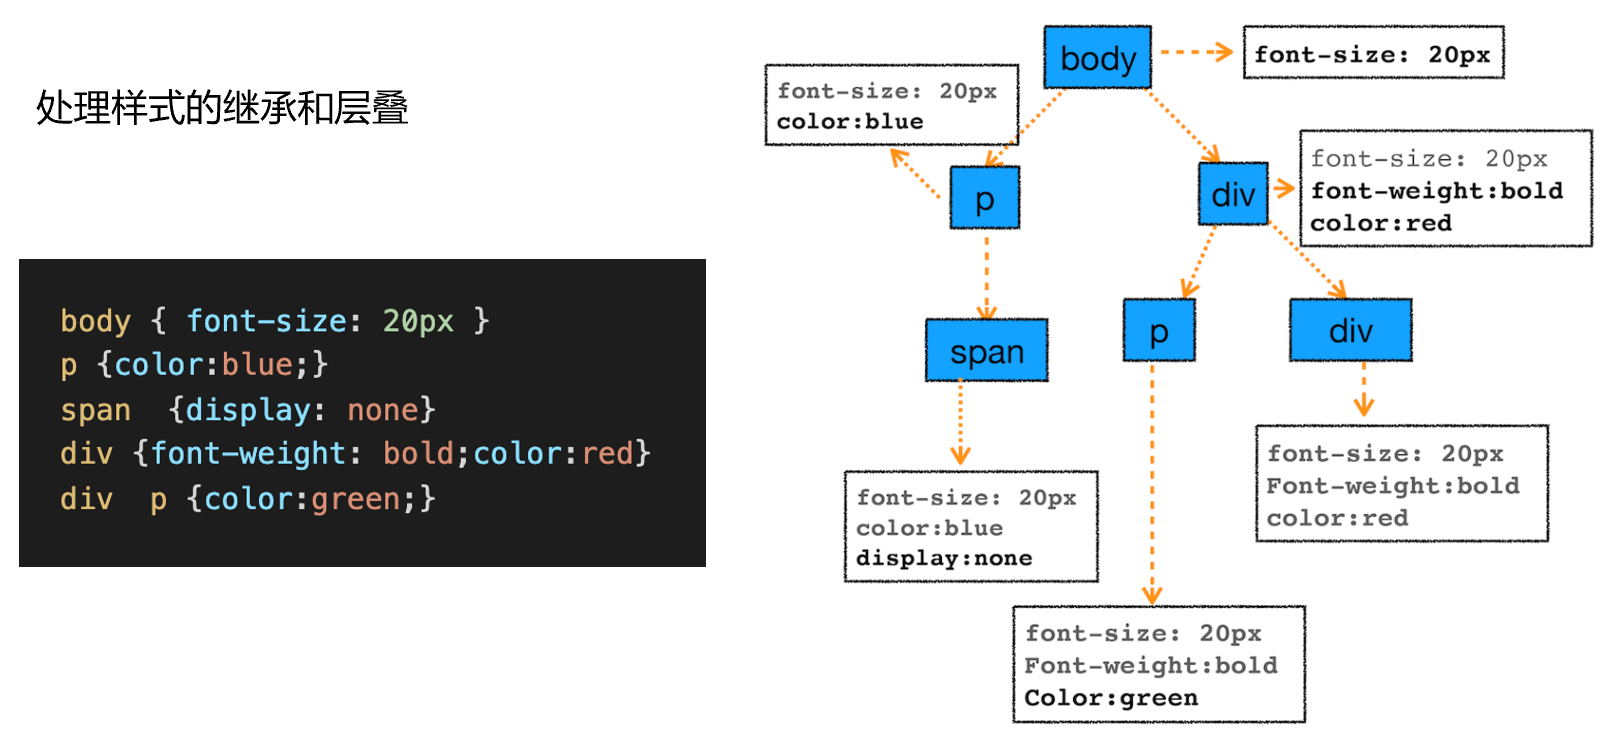 处理样式的继承和层叠
body { font-size: 20px }
p {color:blue;}
span  {display: none}
div {font-weight: bold;color:red}
div  p {color:green;}
body
font-size: 20px
font-size: 20px
color:blue
p
div
font-size: 20px
font-weight:bold
color:red
span
p
div
font-size: 20px
color:blue
display:none
font-size: 20px
Font-weight:bold
color:red
font-size: 20px
Font-weight:bold
Color:green